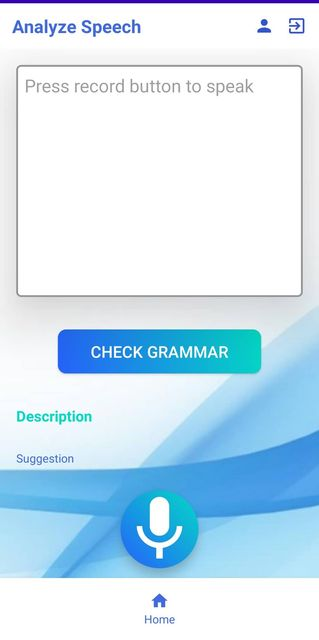 Analyze Speech
Press record button to speak
CHECK GRAMMAR
Description
Suggestion
Home